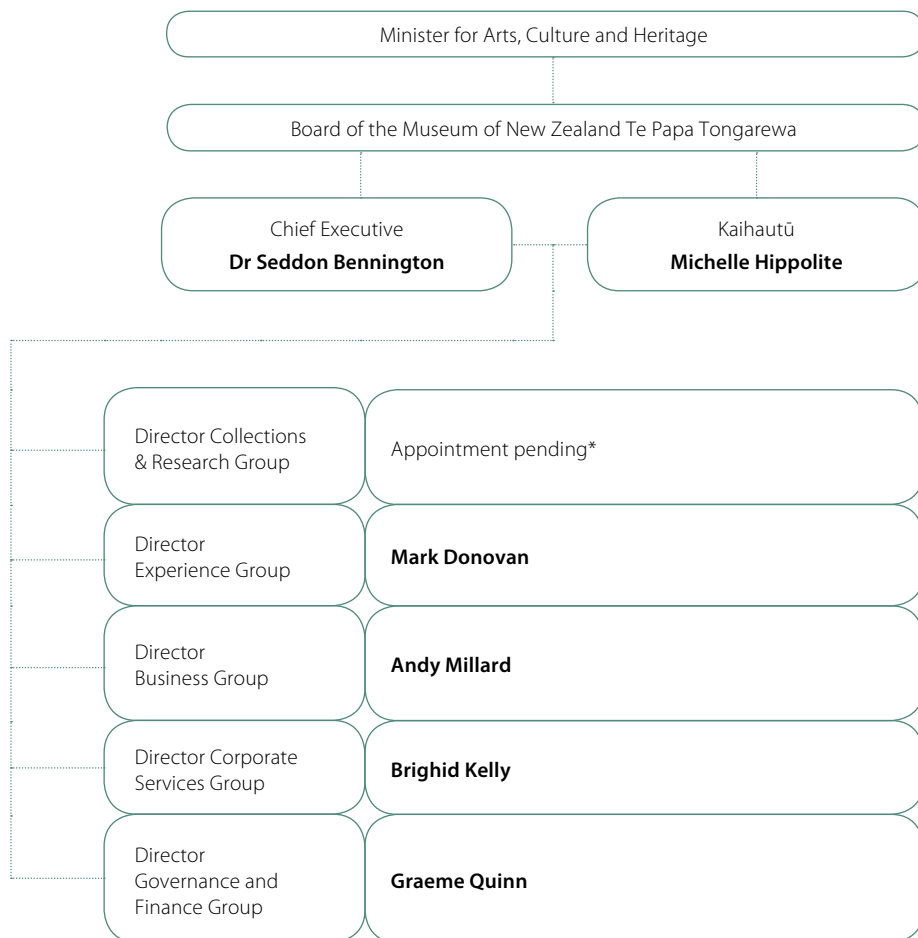 Minister for Arts, Culture and Heritage
Board of the Museum of New Zealand Te Papa Tongarewa
Chief Executive
Dr Seddon Bennington
Kaihautū
Michelle Hippolite
Director Collections
& Research Group
Appointment pending*
Director
Experience Group
Mark Donovan
Director
Business Group
Andy Millard
Director Corporate
Services Group
Brighid Kelly
Director
Governance and
Finance Group
Graeme Quinn